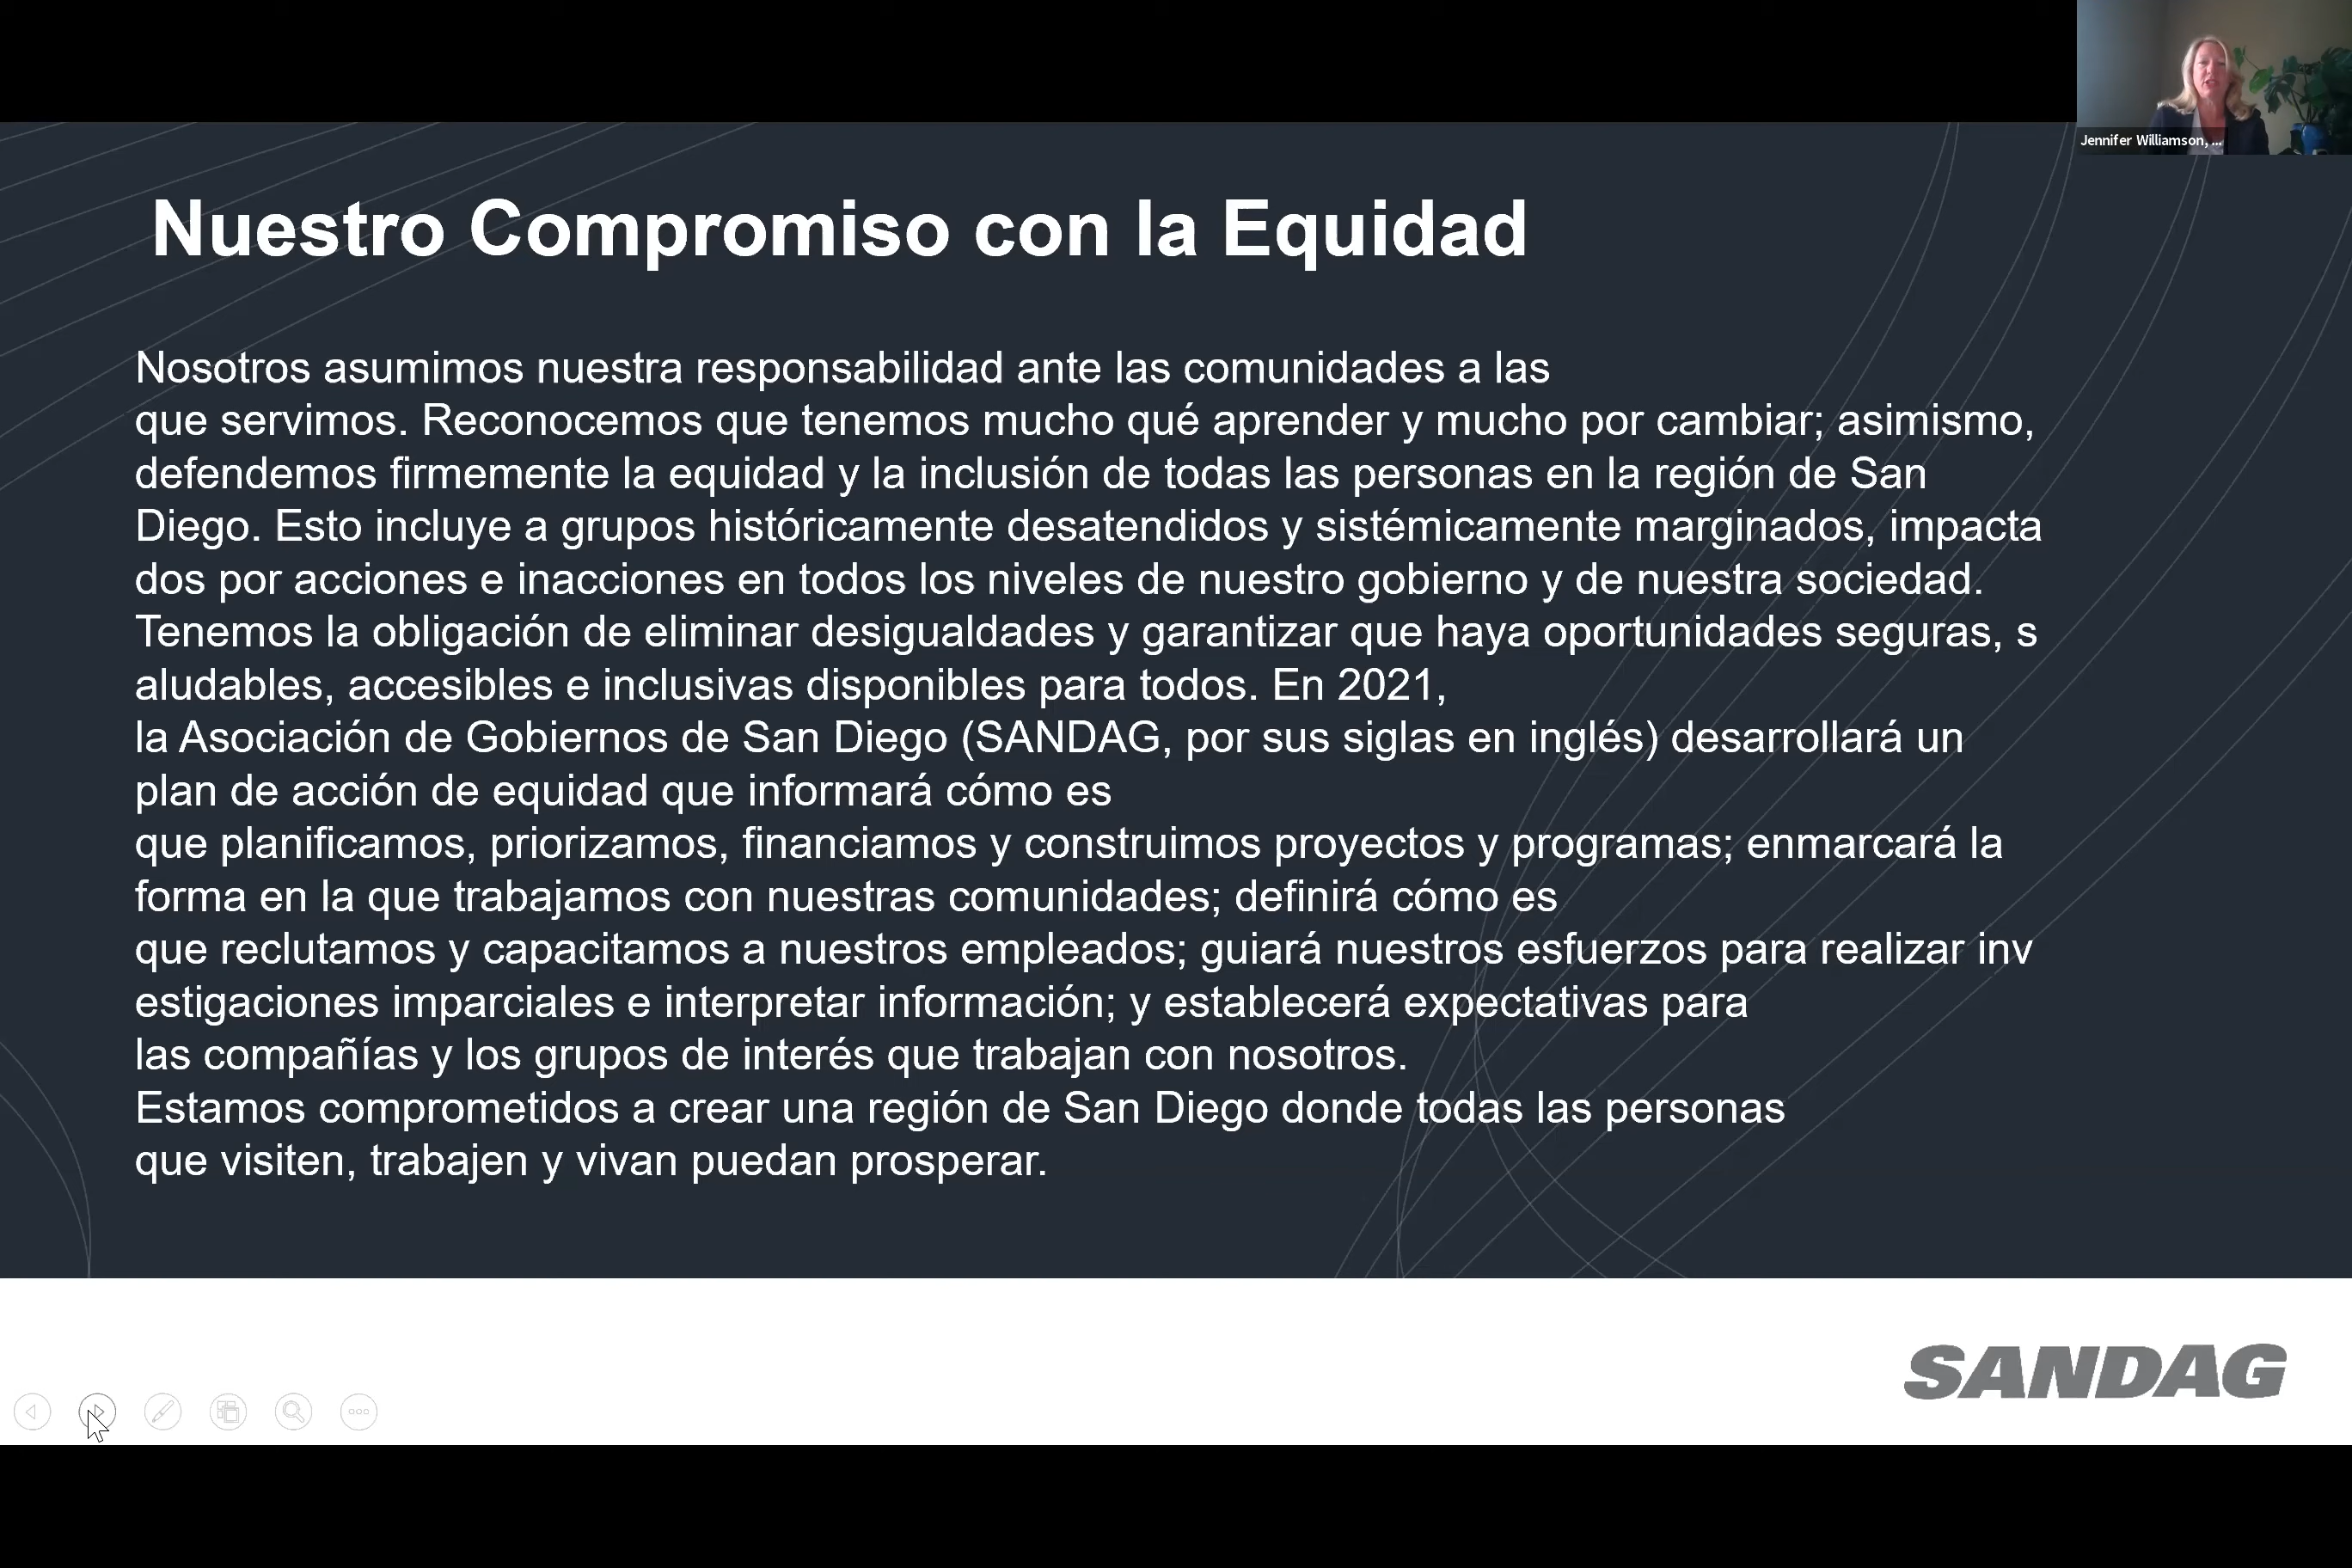 Jennifer Williamson, ...
Nuestro Compromiso con la Equidad
Nosotros asumimos nuestra responsabilidad ante las comunidades a las
que servimos. Reconocemos que tenemos mucho qué aprender y mucho por cambiar; asimismo,
defendemos firmemente la equidad y la inclusión de todas las personas en la región de San
Diego. Esto incluye a grupos históricamente desatendidos y sistémicamente marginados, impacta
dos por acciones e inacciones en todos los niveles de nuestro gobierno y de nuestra sociedad.
Tenemos la obligación de eliminar desigualdades y garantizar que haya oportunidades seguras, s
aludables, accesibles e inclusivas disponibles para todos. En 2021,
la Asociación de Gobiernos de San Diego (SANDAG, por sus siglas en inglés) desarrollará un
plan de acción de equidad que informará cómo es
que planificamos, priorizamos, financiamos y construimos proyectos y programas; enmarcará la
forma en la que trabajamos con nuestras comunidades; definirá cómo es
que reclutamos y capacitamos a nuestros empleados; guiará nuestros esfuerzos para realizar inv
estigaciones imparciales e interpretar información; y establecerá expectativas para
las compañías y los grupos de interés que trabajan con nosotros.
Estamos comprometidos a crear una región de San Diego donde todas las personas
que visiten, trabajen y vivan puedan prosperar.
SANDAG